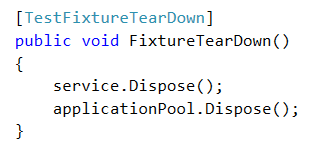 [TestFixtureTearDown]
public void FixtureTearDown()
{
    service.Dispose();
    applicationPool.Dispose();
}